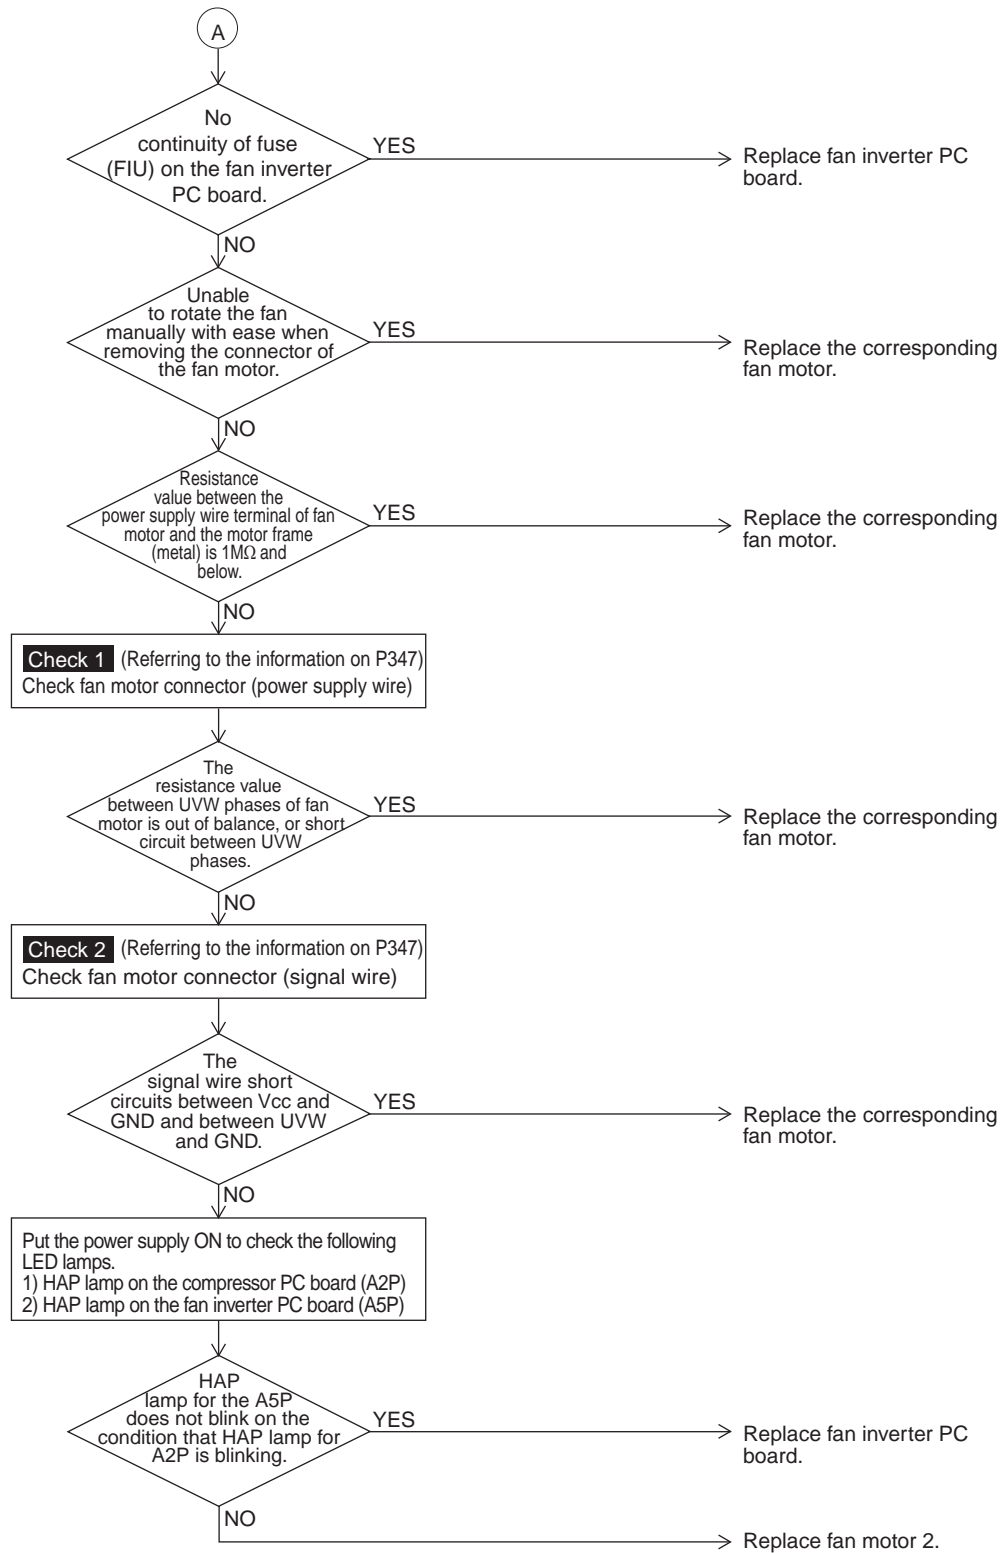 A
No
continuity of fuse
(FIU) on the fan inverter
PC board.
YES
Replace fan inverter PC
board.
NO
Unable
to rotate the fan
manually with ease when
removing the connector of
the fan motor.
YES
Replace the corresponding
fan motor.
NO
Resistance
value between the
power supply wire terminal of fan
motor and the motor frame
(metal) is 1MΩ and
below.
YES
Replace the corresponding
fan motor.
NO
Check 1 (Referring to the information on P347)
Check fan motor connector (power supply wire)
The
resistance value
between UVW phases of fan
motor is out of balance, or short
circuit between UVW
phases.
YES
Replace the corresponding
fan motor.
NO
Check 2 (Referring to the information on P347)
Check fan motor connector (signal wire)
The
signal wire short
circuits between Vcc and
GND and between UVW
and GND.
YES
Replace the corresponding
fan motor.
NO
Put the power supply ON to check the following
LED lamps.
1) HAP lamp on the compressor PC board (A2P)
2) HAP lamp on the fan inverter PC board (A5P)
HAP
lamp for the A5P
does not blink on the
condition that HAP lamp for
A2P is blinking.
YES
Replace fan inverter PC
board.
NO
Replace fan motor 2.